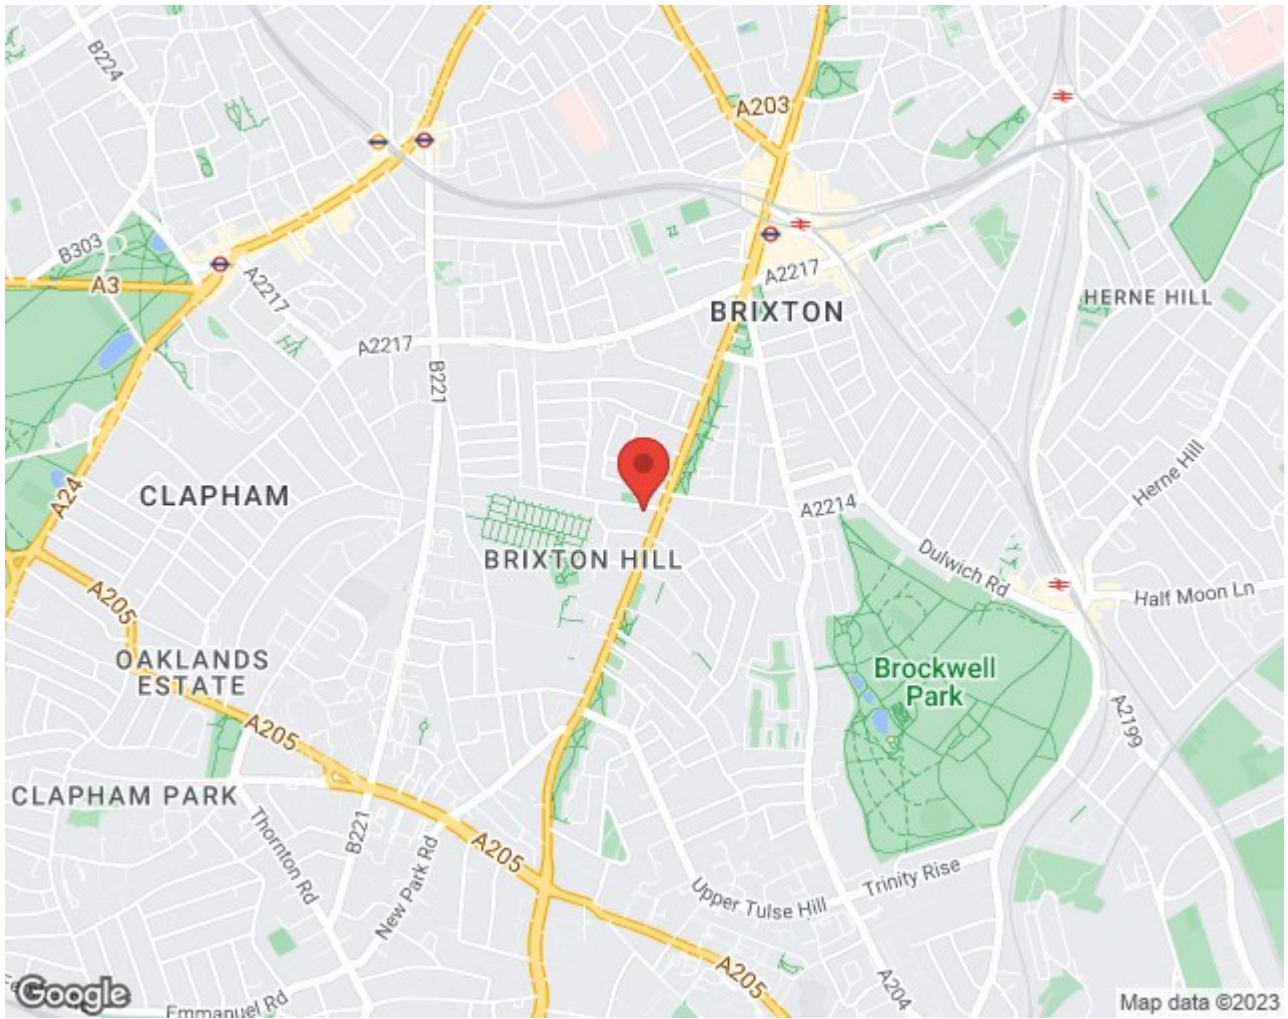 B224
A203
B303
A3
A2217
A2217
BRIXTON
HERNE HILL
A2217
B221
Herne Hill
CLAPHAM
A24
A2214
BRIXTON HILL
Dulwich Rd
Half Moon Ln
A205
OAKLANDS
ESTATE
Brockwell
Park
A2199
A205
CLAPHAM PARK
Thornton Rd
B221
New Park Rd
A205
Upper Tulse Hill
Trinity Rise
A205
A204
Google
Emmanuel Rd
Map data ©2023